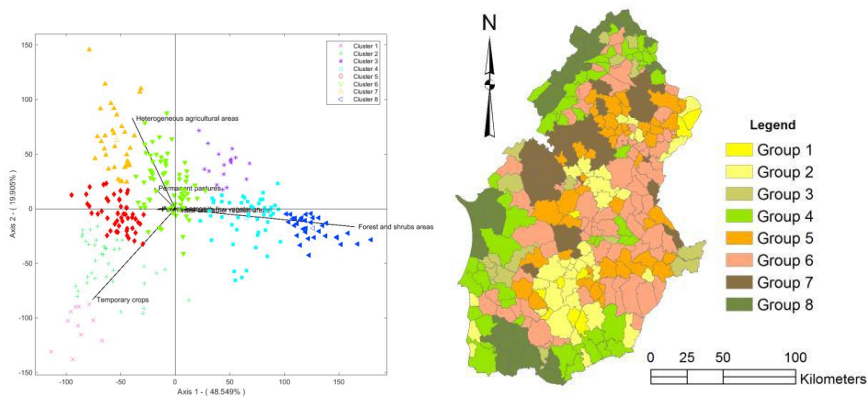 Cluster 1
Cluster 2
Cluster 3
Cluster 4
Cluster 5
Cluster 6
Cluster 7
Cluster 8
150
100
50
0
-50
-100
-150
Axis 2 - ( 19.905% )
Heterogeneous agricultural areas
Permanent pastures
Forest and shrubs areas
Temporary crops
-100
-50
0
50
100
150
Axis 1 - ( 48.549% )
N
Legend
Group 1
Group 2
Group 3
Group 4
Group 5
Group 6
Group 7
Group 8
0 25 50 100
Kilometers